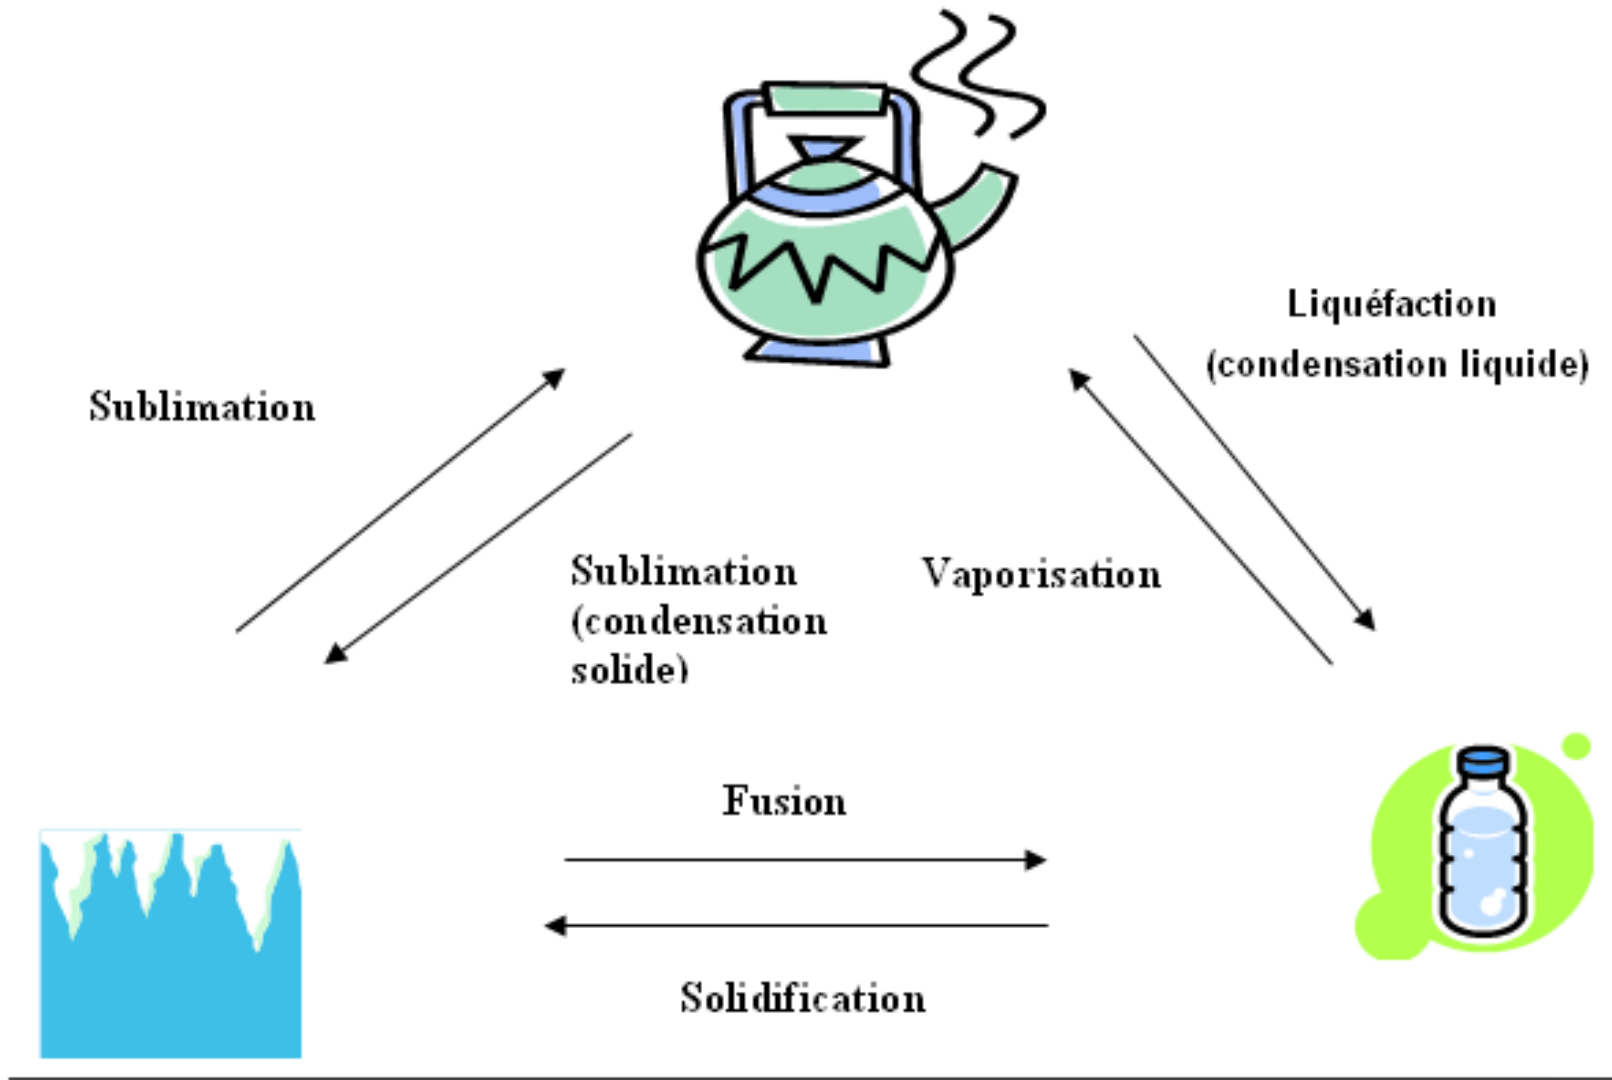 Liquéfaction
(condensation liquide)
Sublimation
Sublimation
(condensation
solide)
Vaporisation
Fusion
Solidification